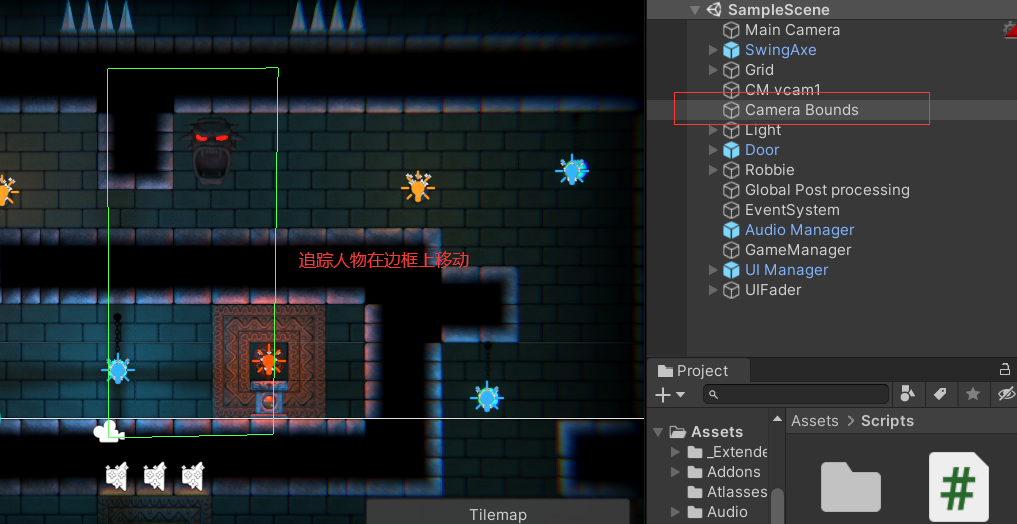 SampleScene
Main Camera
SwingAxe
Grid
CM vcam1
Camera Bounds
Light
Door
Robbie
Global Post processing
EventSystem
Audio Manager
GameManager
UI Manager
UIFader
追踪人物在边框上移动
Project
Assets
_Extende
Addons
Atlasses
Audio
Assets > Scripts
#
Tilemap